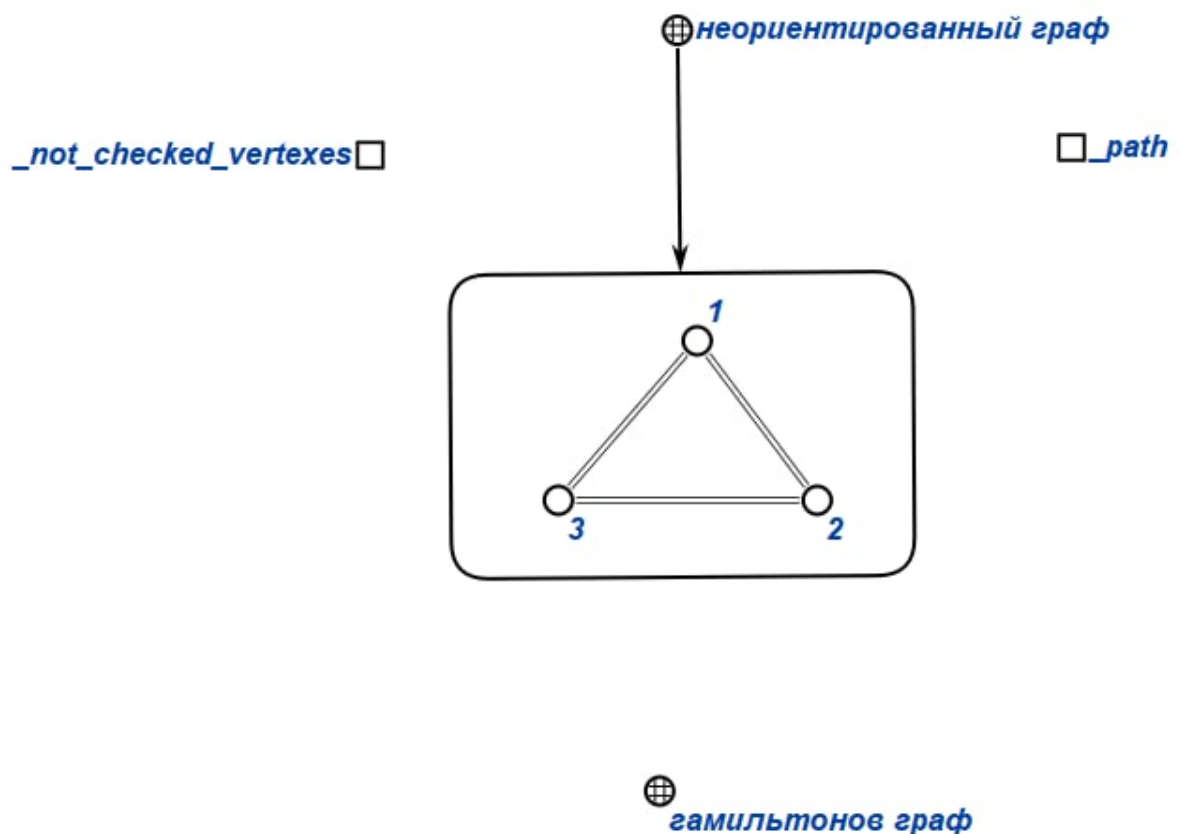 неориентированный граф
_not_checked_vertexes
_path
1
3
2
гамильтонов граф